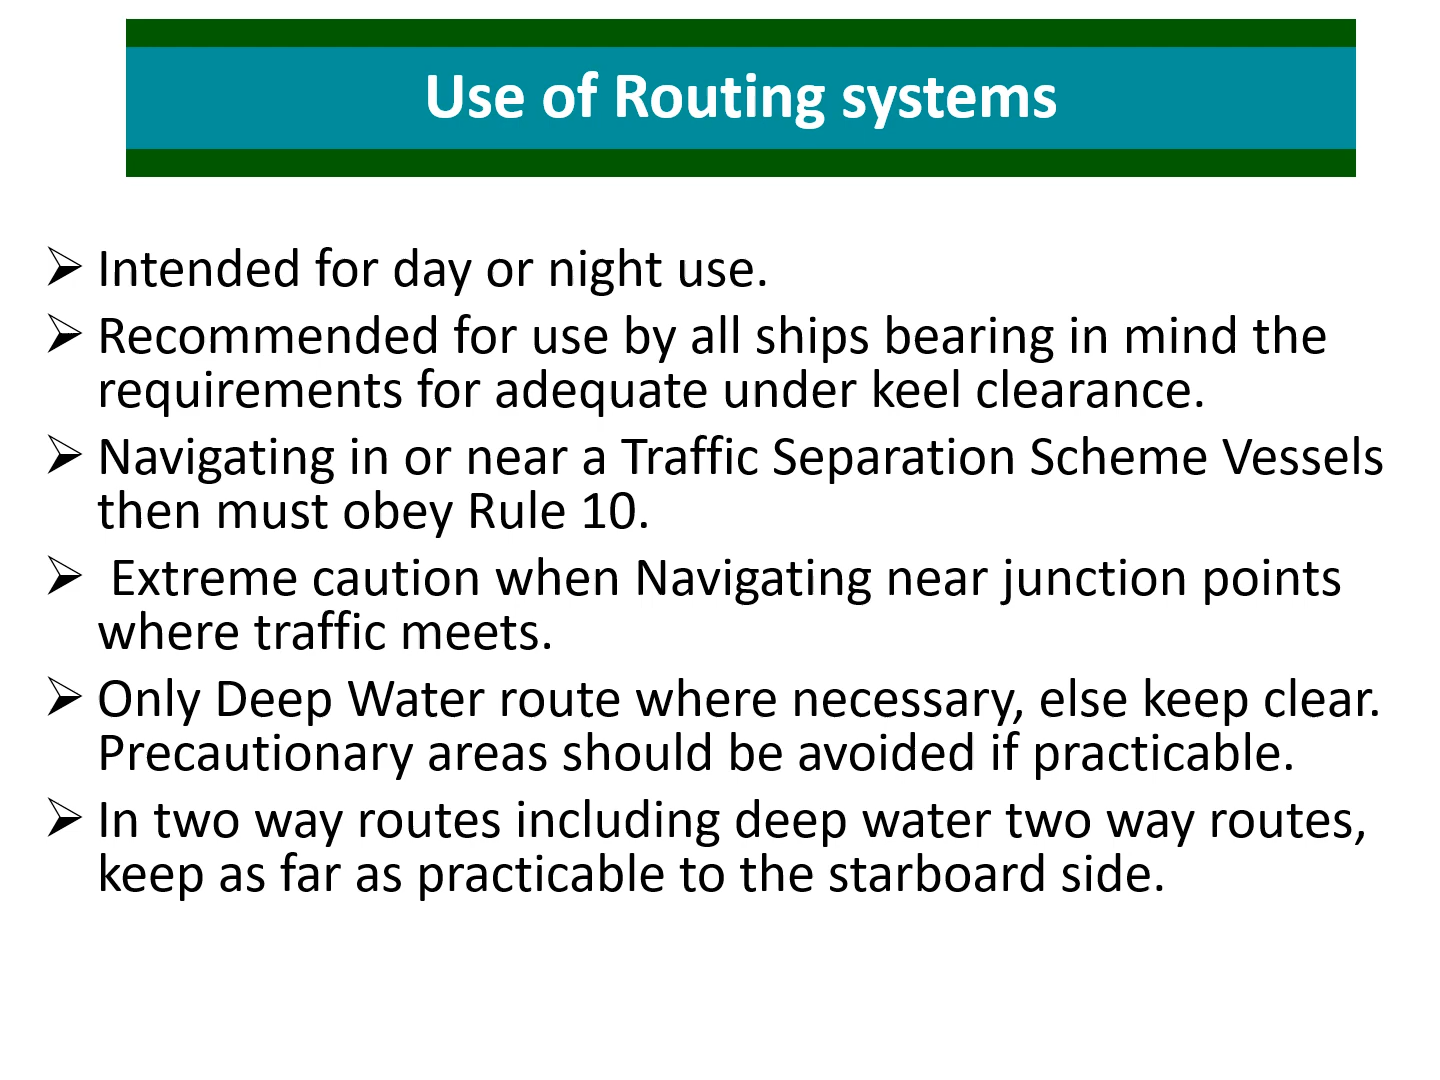 Use of Routing systems
➢ Intended for day or night use.
➢ Recommended for use by all ships bearing in mind the
requirements for adequate under keel clearance.
➢ Navigating in or near a Traffic Separation Scheme Vessels
then must obey Rule 10.
➢ Extreme caution when Navigating near junction points
where traffic meets.
➢ Only Deep Water route where necessary, else keep clear.
Precautionary areas should be avoided if practicable.
➢ In two way routes including deep water two way routes,
keep as far as practicable to the starboard side.